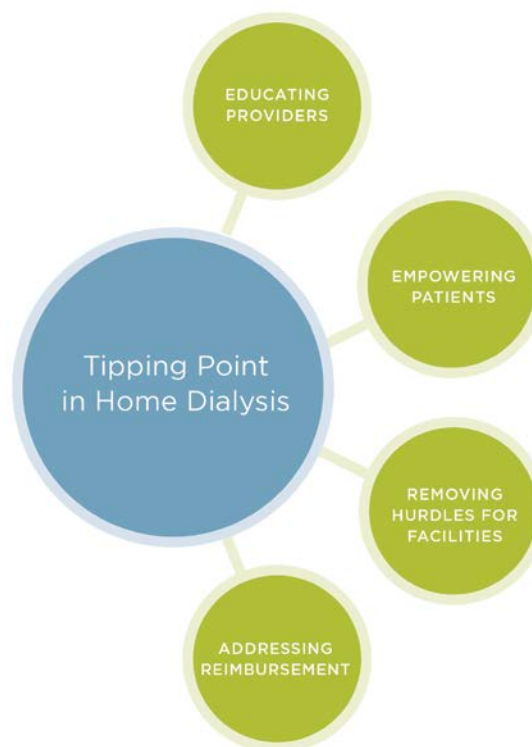 EDUCATING
PROVIDERS
EMPOWERING
PATIENTS
Tipping Point
in Home Dialysis
REMOVING
HURDLES FOR
FACILITIES
ADDRESSING
REIMBURSEMENT